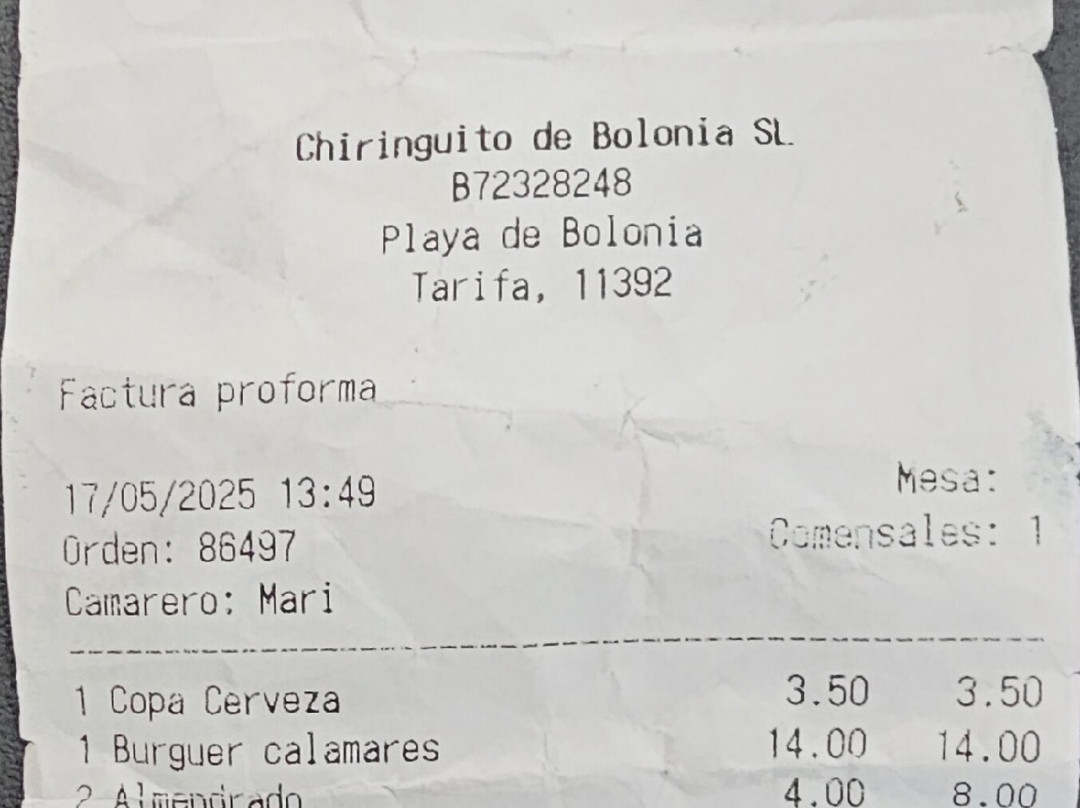 Chiringuito de Bolonia SL.
B72328248
Playa de Bolonia
Tarifa, 11392
Factura proforma
17/05/2025 13:49
Mesa:
Orden: 86497
Comensales: 1
Camarero: Mari
1 Copa Cerveza 3.50 3.50
1 Burguer calamares 14.00 14.00
2 Almendrado 4.00 8.00